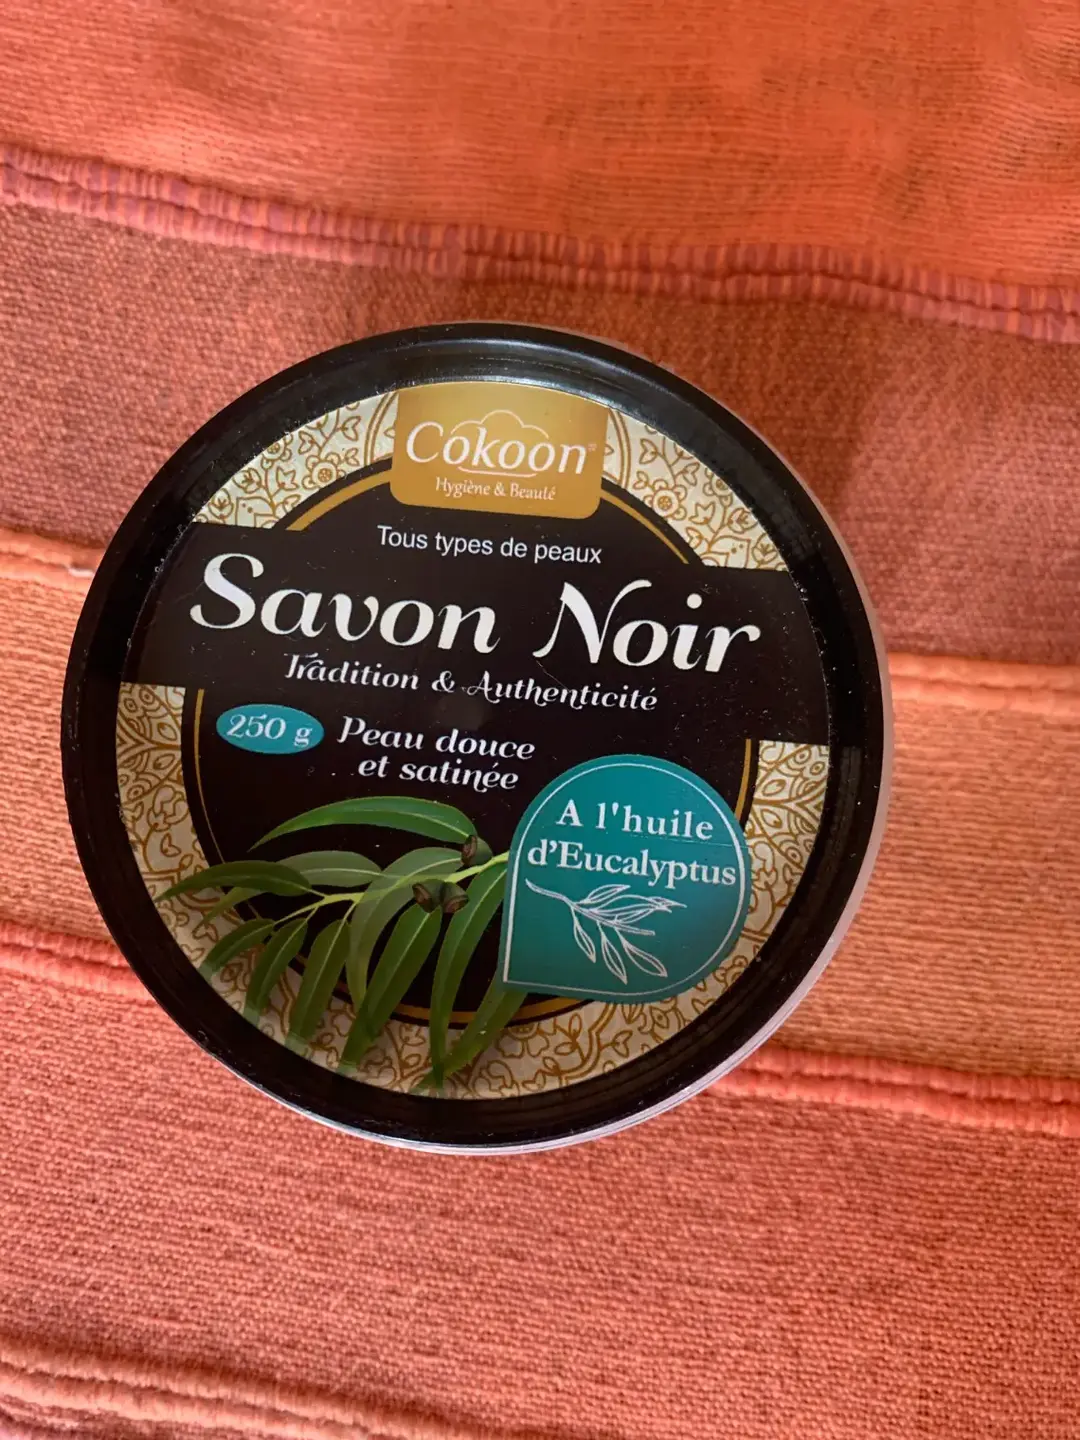 Cokoon
Hygiène & Beauté
Tous types de peaux
Savon Noir
Tradition & Authenticité
250 g
Peau douce
et satinée
A l'huile
d'Eucalyptus